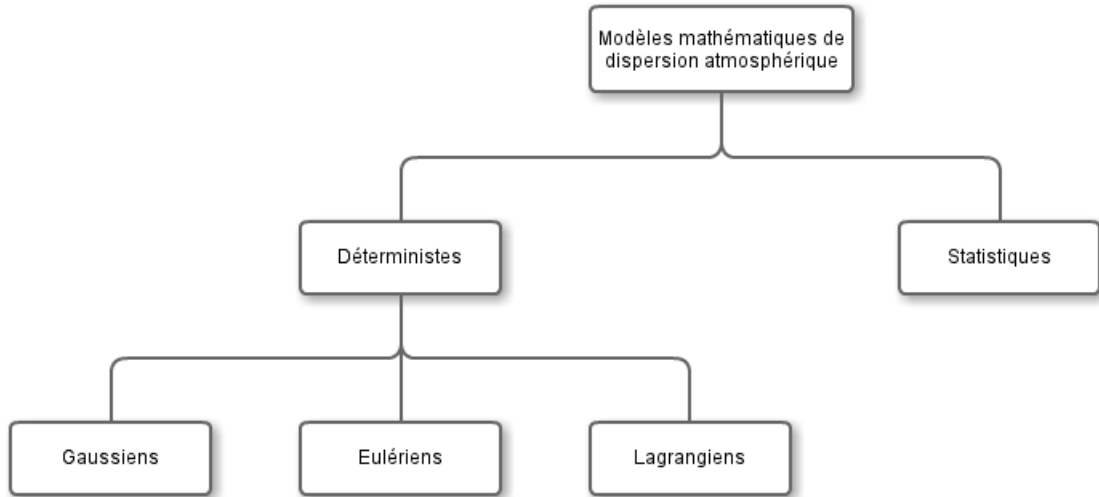 Modèles mathématiques de
dispersion atmosphérique
Déterministes
Statistiques
Gaussiens
Eulériens
Lagrangiens